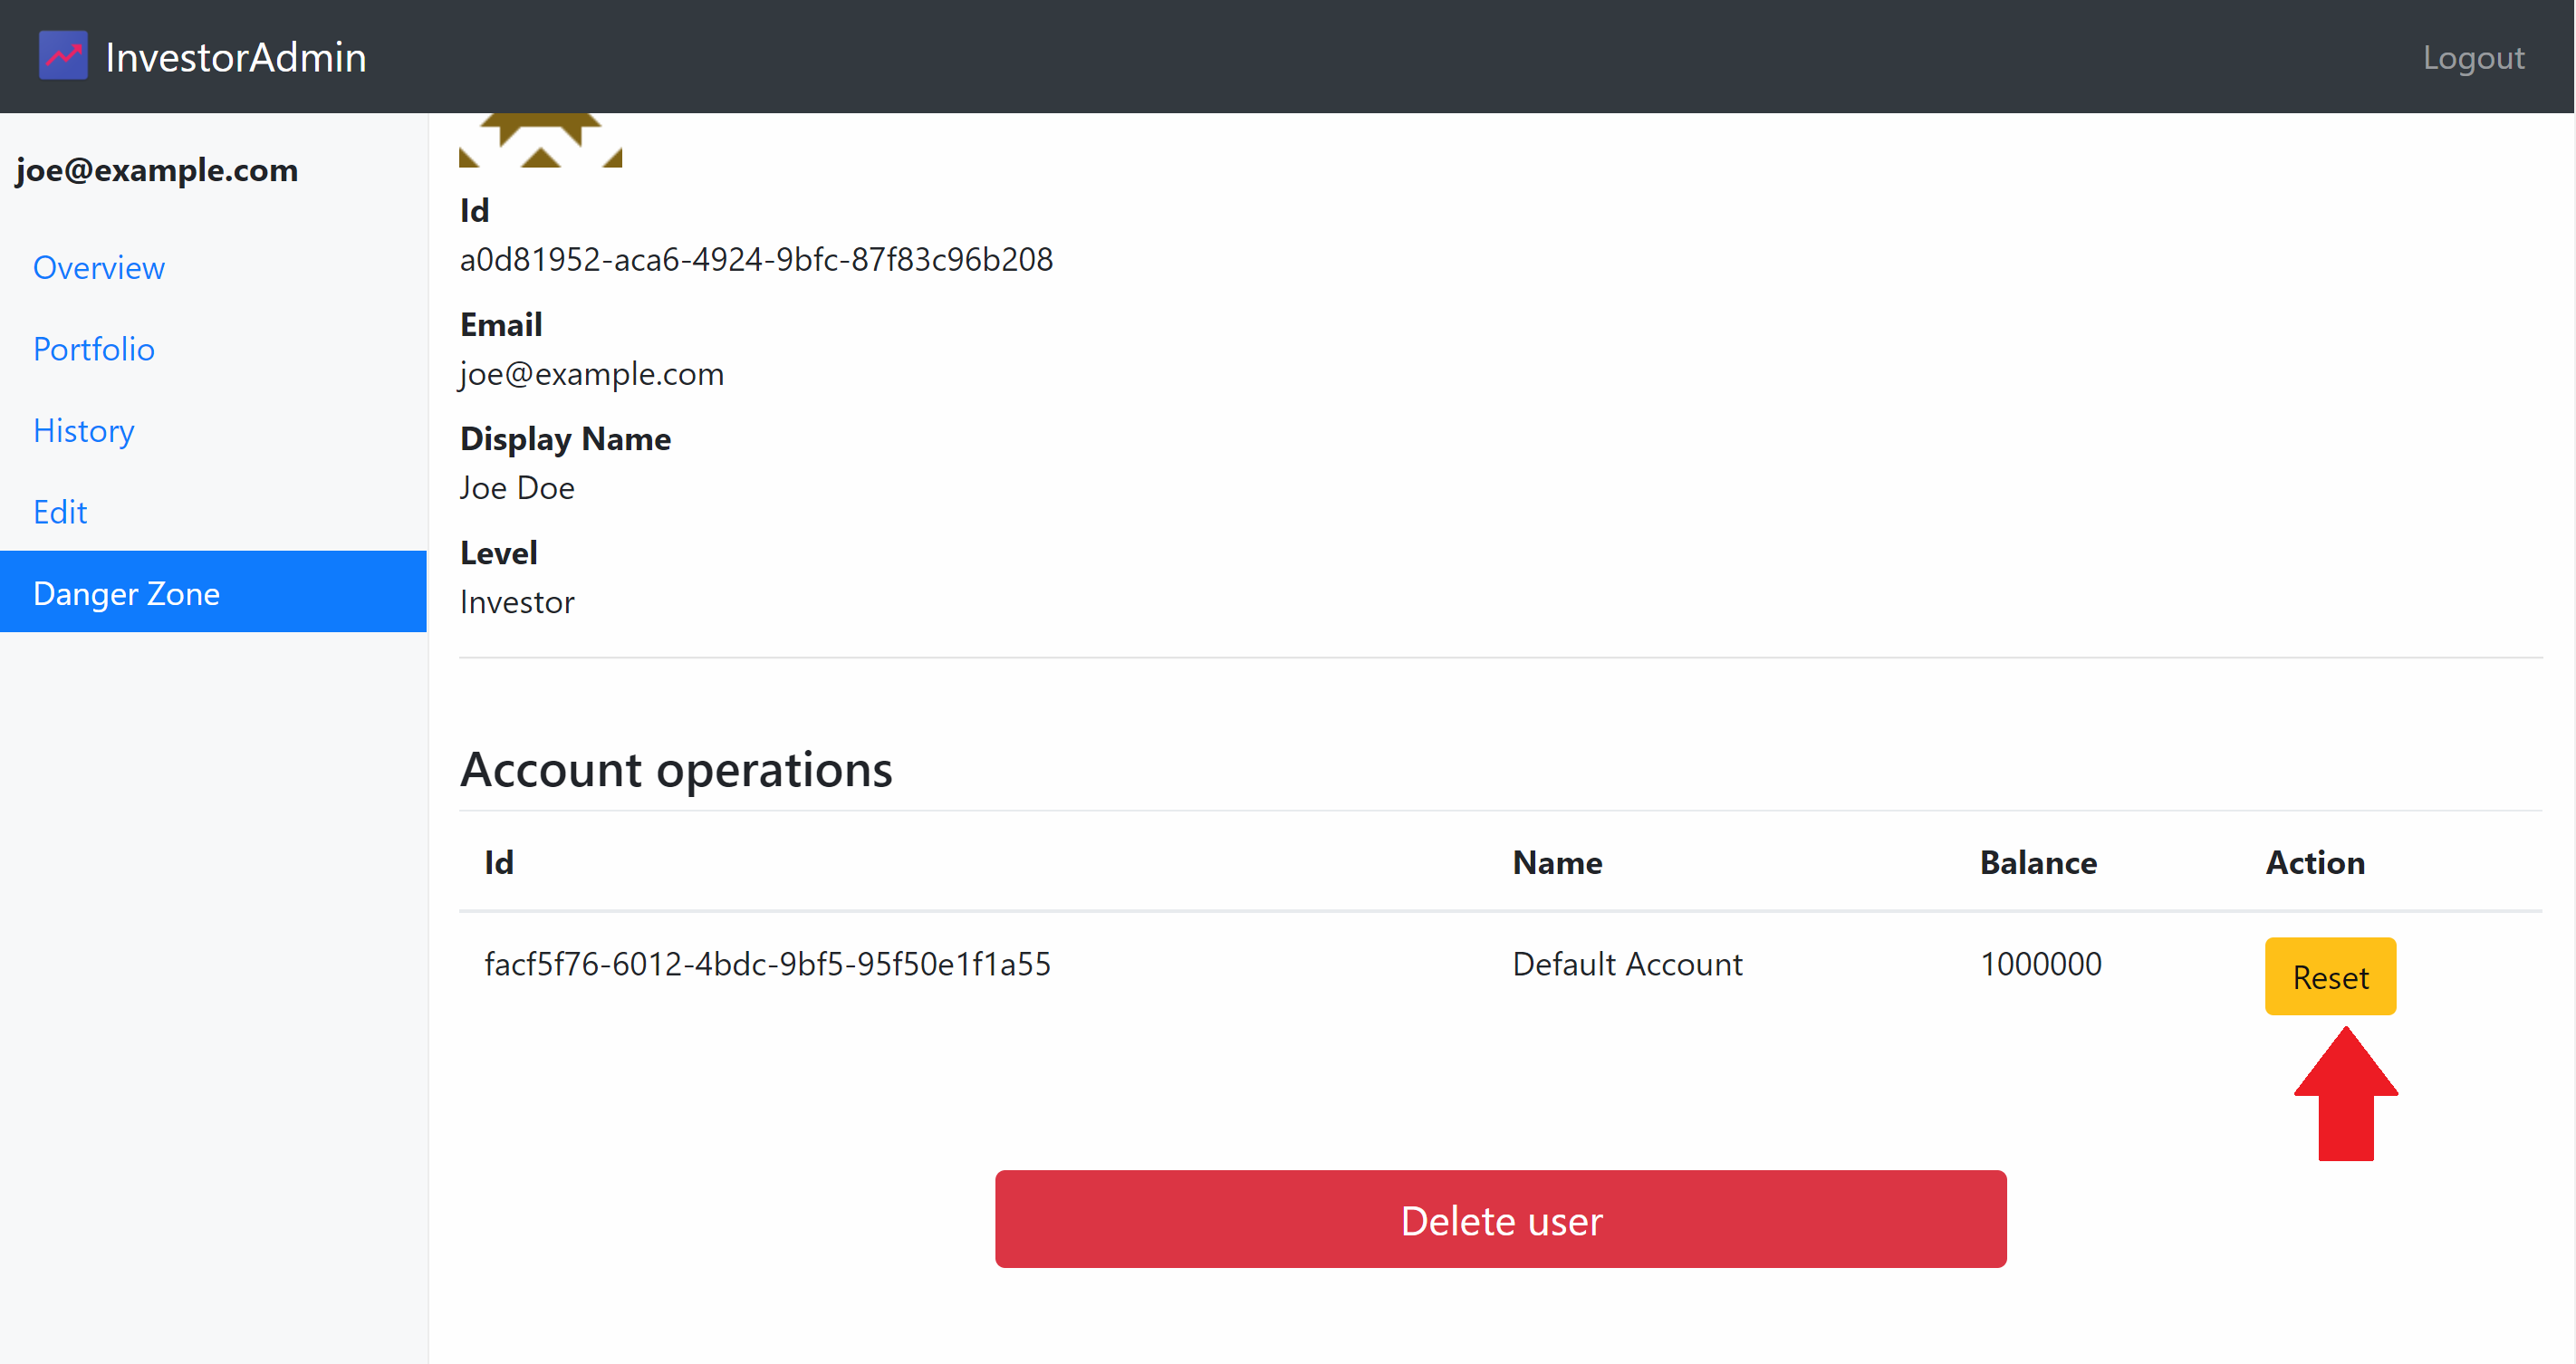 InvestorAdmin
Logout
joe@example.com
Overview
Portfolio
History
Edit
Danger Zone
Id
a0d81952-aca6-4924-9bfc-87f83c96b208
Email
joe@example.com
Display Name
Joe Doe
Level
Investor
Account operations
Id Name Balance Action
facf5f76-6012-4bdc-9bf5-95f50e1f1a55 Default Account 1000000 Reset
Delete user